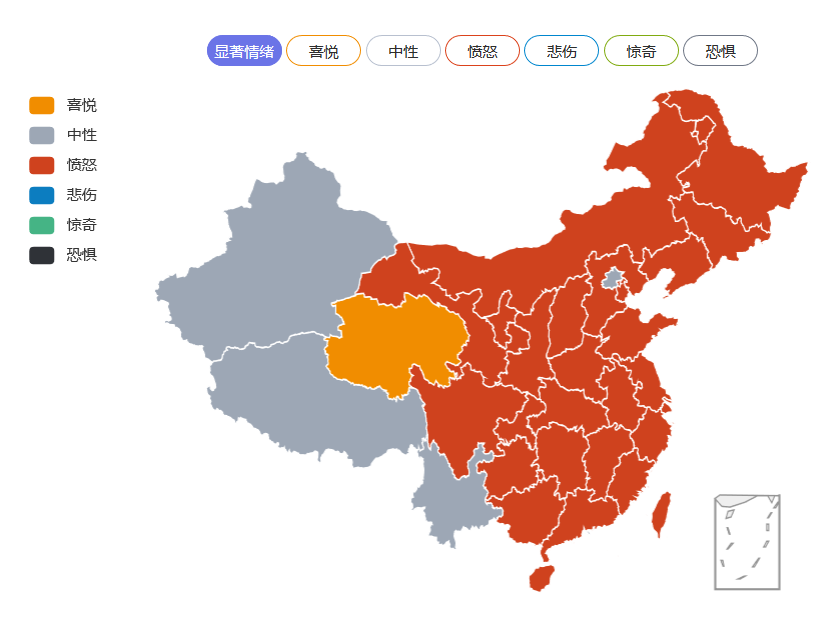 显著情绪 喜悦 中性 愤怒 悲伤 惊奇 恐惧
喜悦
中性
愤怒
悲伤
惊奇
恐惧